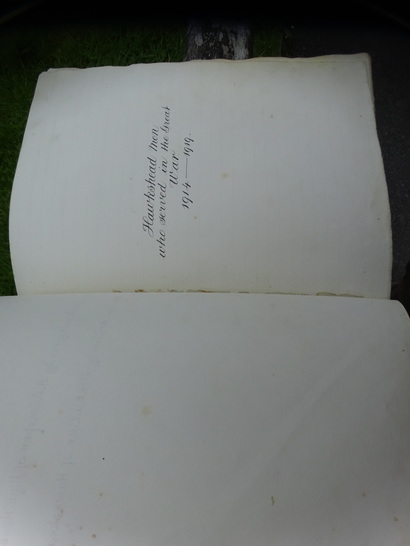 Hawkshead men
who served in the Great
War
1914—1919.